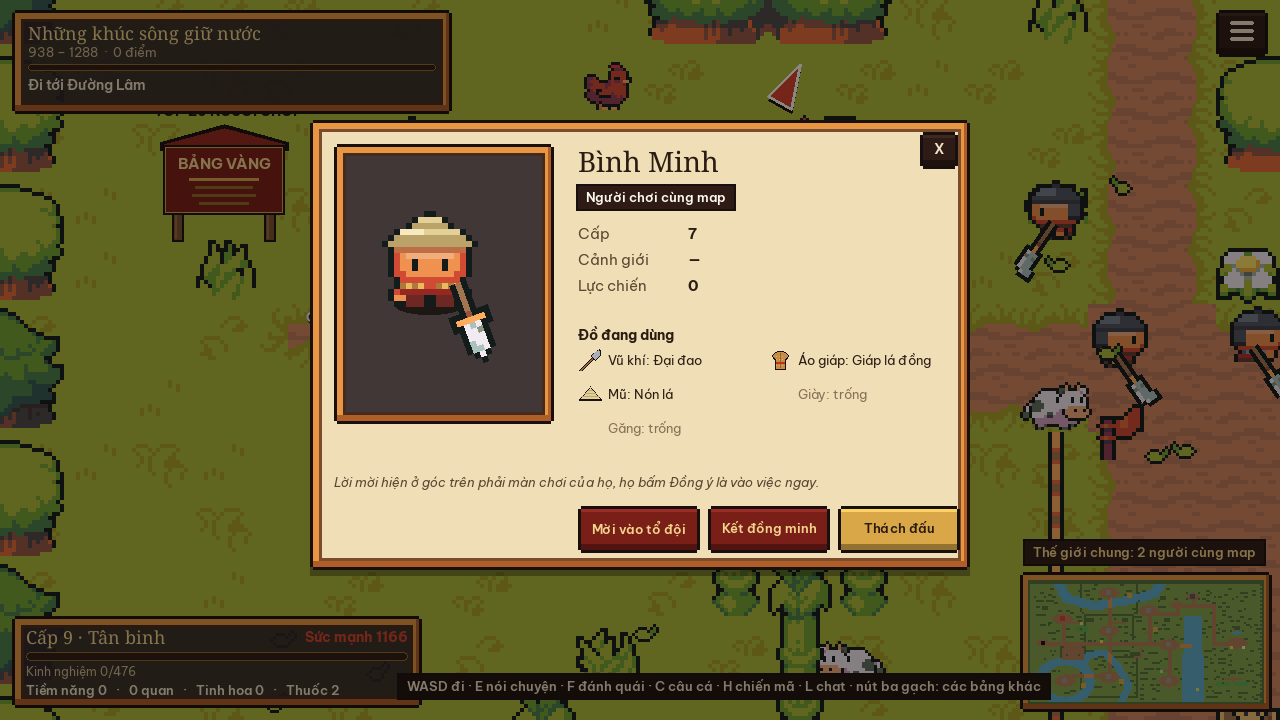 Những khúc sông giữ nước
938 – 1288 · 0 điểm
Đi tới Đường Lâm
BẢNG VÀNG
X
Bình Minh
Người chơi cùng map
Cấp 7
Cảnh giới –
Lực chiến 0
Đồ đang dùng
Vũ khí: Đại đao
Áo giáp: Giáp lá đồng
Mũ: Nón lá
Giày: trống
Găng: trống
Lời mời hiện ở góc trên phải màn chơi của họ, họ bấm Đồng ý là vào việc ngay.
Mời vào tổ đội
Kết đồng minh
Thách đấu
Thế giới chung: 2 người cùng map
Cấp 9 · Tân binh
Sức mạnh 1166
Kinh nghiệm 0/476
Tiềm năng 0 · 0 quan · Tinh hoa 0 · Thuốc 2
WASD đi · E nói chuyện · F đánh quái · C câu cá · H chiến mã · L chat · nút ba gạch: các bảng khác